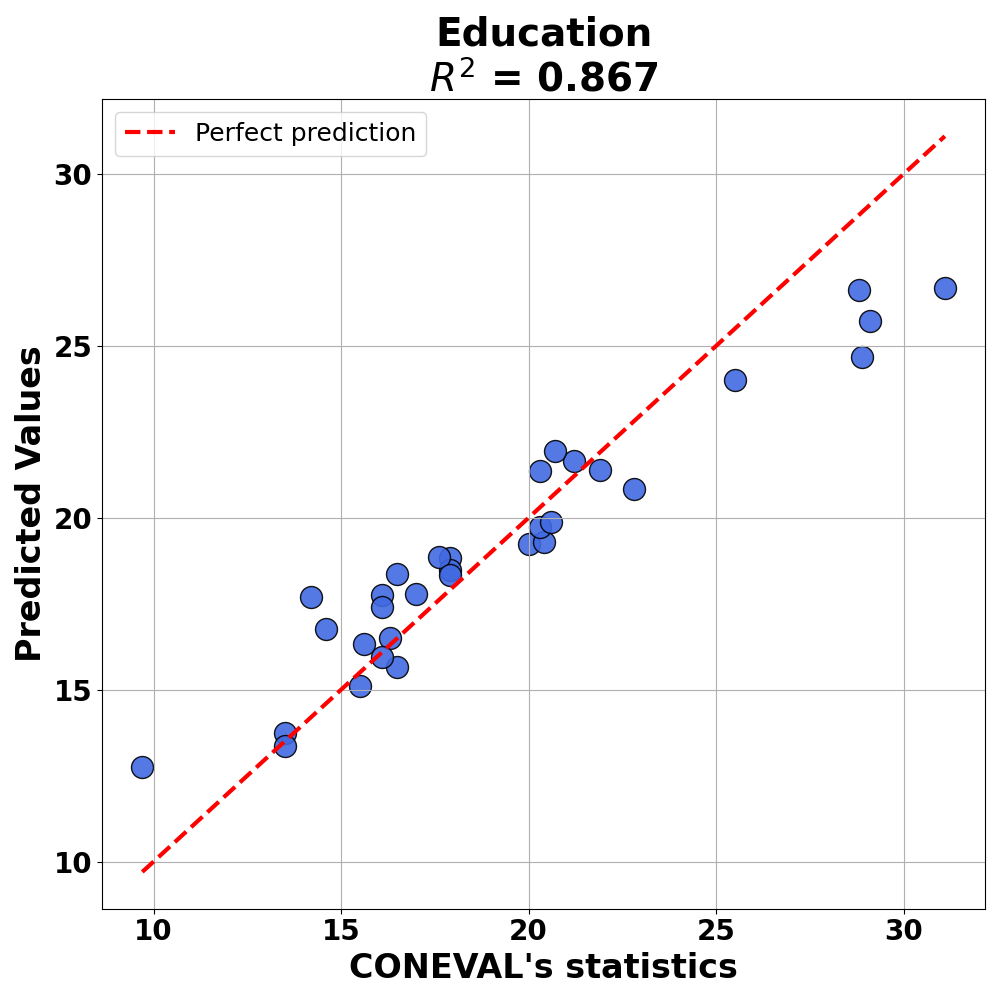 Education
R² = 0.867
Perfect prediction
Predicted Values
30
25
20
15
10
10 15 20 25 30
CONEVAL's statistics